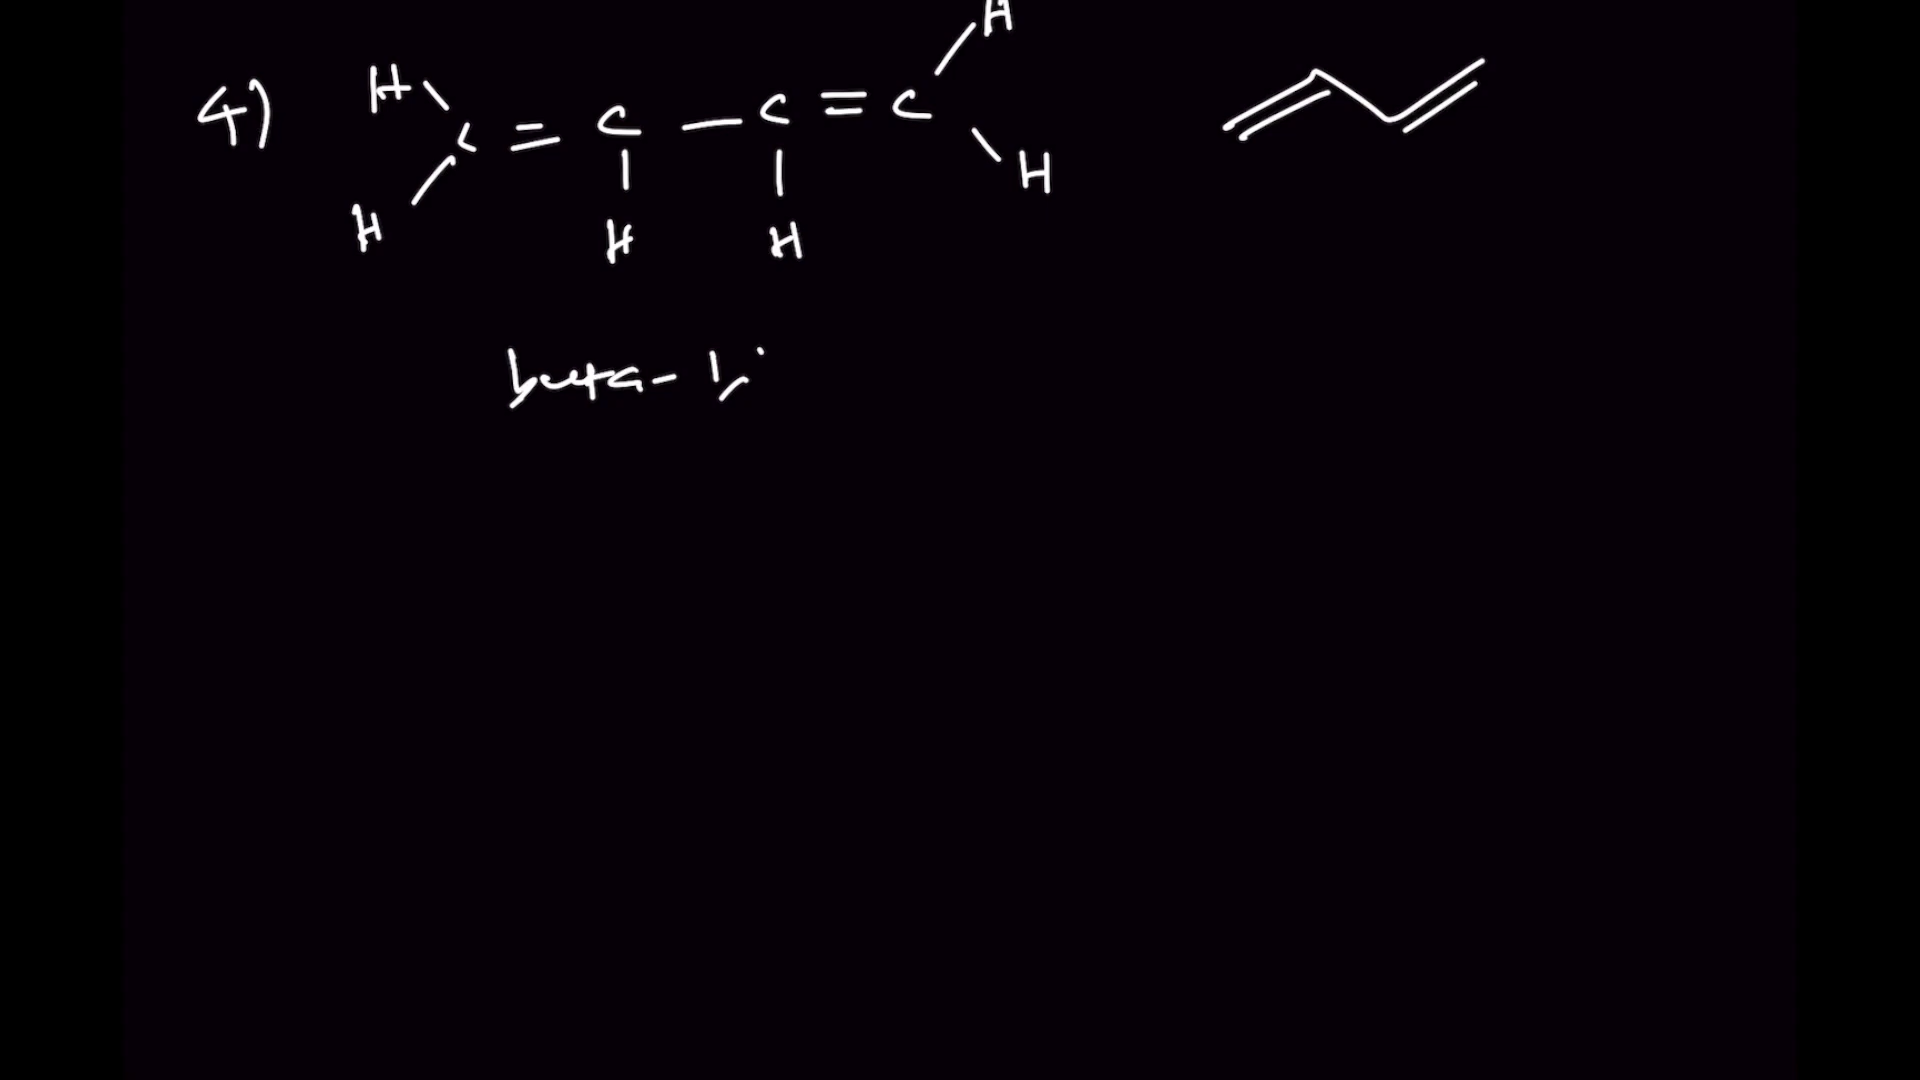 4) H H C = C - C = C H H
H H
buta - 1,